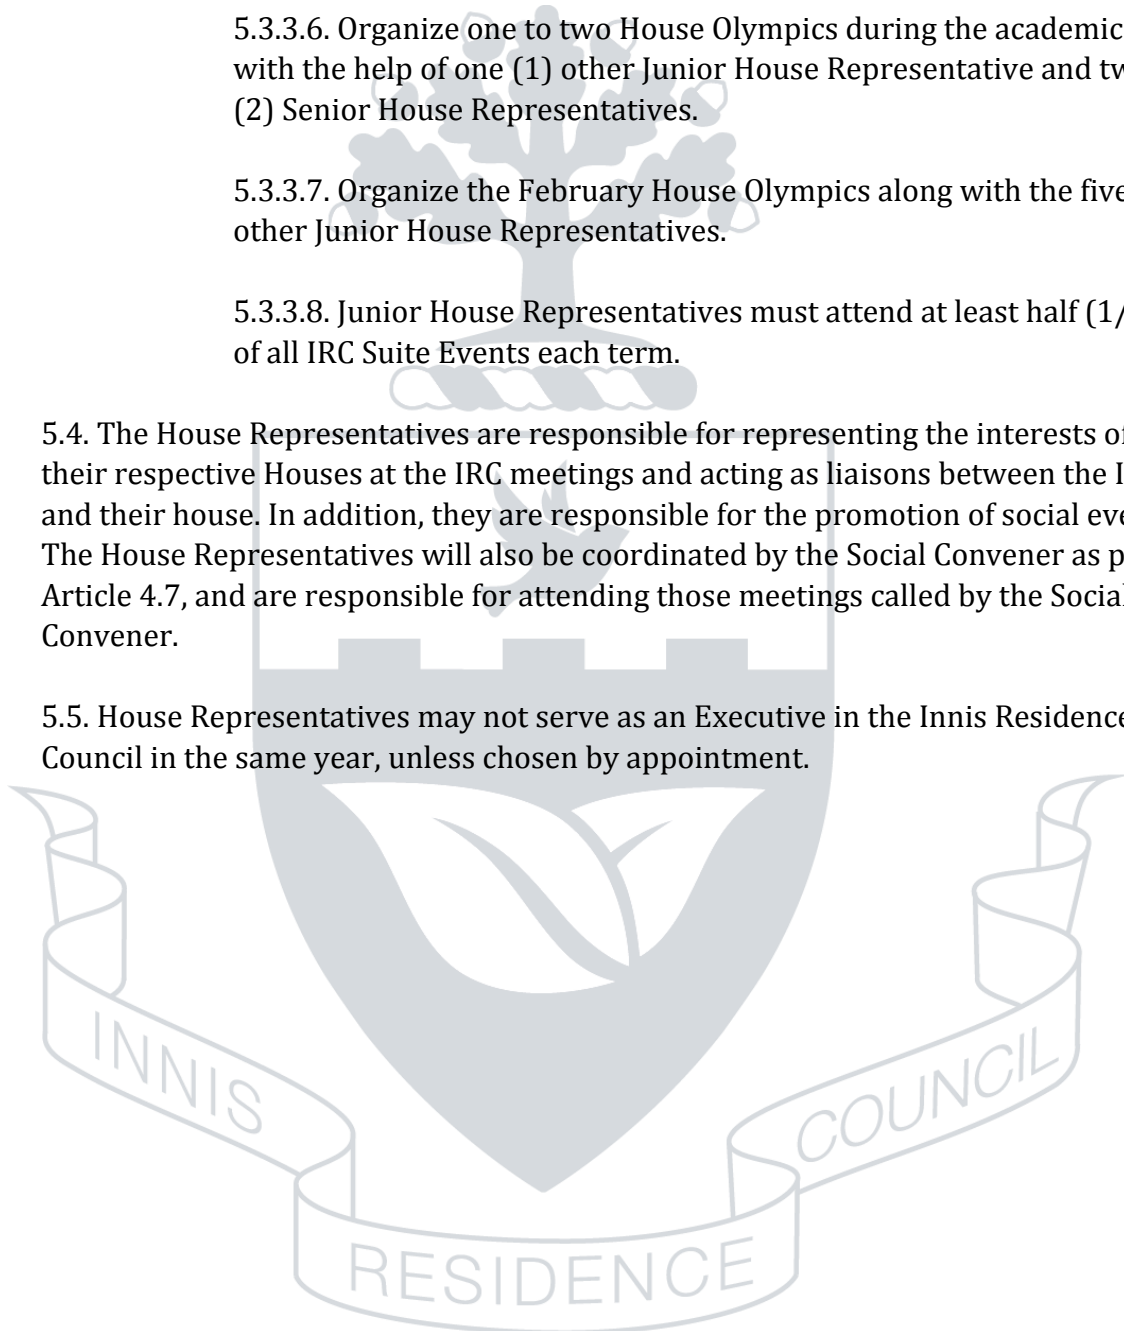 5.3.3.6. Organize one to two House Olympics during the academic
with the help of one (1) other Junior House Representative and tw
(2) Senior House Representatives.
5.3.3.7. Organize the February House Olympics along with the five
other Junior House Representatives.
5.3.3.8. Junior House Representatives must attend at least half (1/
of all IRC Suite Events each term.
5.4. The House Representatives are responsible for representing the interests of
their respective Houses at the IRC meetings and acting as liaisons between the I
and their house. In addition, they are responsible for the promotion of social eve
The House Representatives will also be coordinated by the Social Convener as p
Article 4.7, and are responsible for attending those meetings called by the Social
Convener.
5.5. House Representatives may not serve as an Executive in the Innis Residence
Council in the same year, unless chosen by appointment.
INNIS
RESIDENCE
COUNCIL